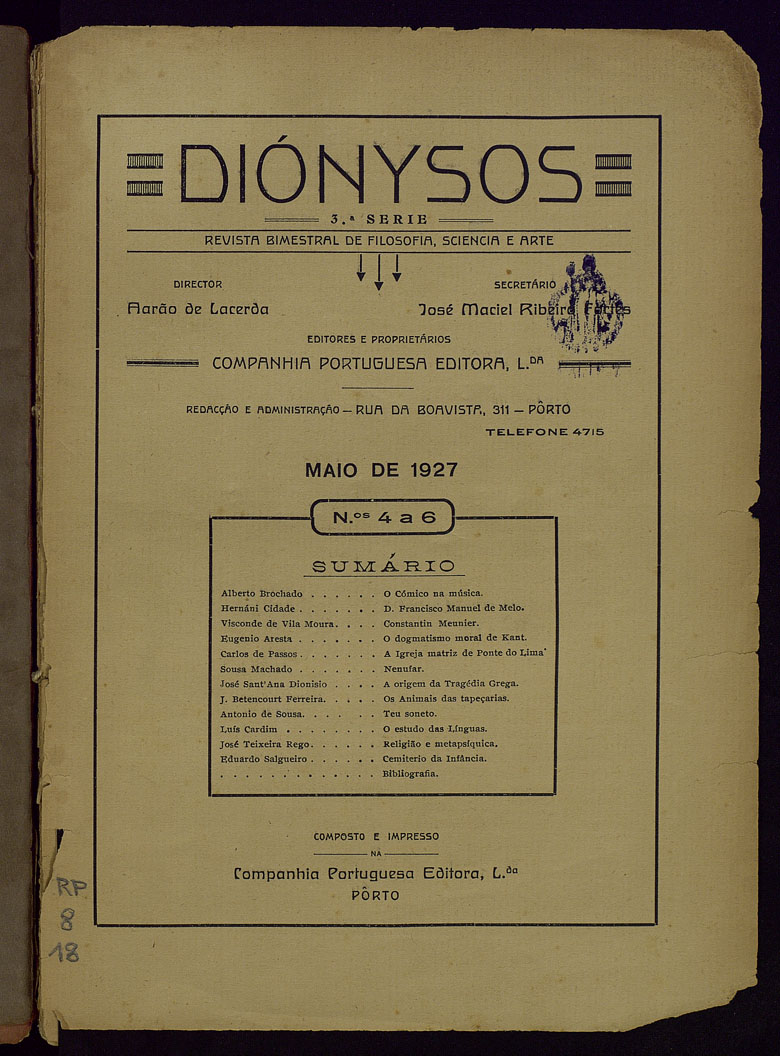 DIÓNYSOS
3.ª SERIE
REVISTA BIMESTRAL DE FILOSOFIA, SCIENCIA E ARTE
DIRECTOR
Aarão de Lacerda
SECRETÁRIO
José Maciel Ribeiro Fortes
EDITORES E PROPRIETÁRIOS
COMPANHIA PORTUGUESA EDITORA, L.DA
REDACÇÃO E ADMINISTRAÇÃO — RUA DA BOAVISTA, 311 — PÔRTO
TELEFONE 4715
MAIO DE 1927
N.os 4 a 6
SUMÁRIO
Alberto Brochado . . . . . . O Cómico na música.
Hernáni Cidade . . . . . . . D. Francisco Manuel de Melo.
Visconde de Vila Moura. . . . Constantin Meunier.
Eugenio Aresta . . . . . . . O dogmatismo moral de Kant.
Carlos de Passos . . . . . . . A Igreja matriz de Ponte do Lima
Sousa Machado . . . . . . . Nenufar.
José Sant'Ana Dionisio . . . . A origem da Tragédia Grega.
J. Betencourt Ferreira. . . . . Os Animais das tapeçarias.
Antonio de Sousa. . . . . . Teu soneto.
Luís Cardim . . . . . . . . O estudo das Línguas.
José Teixeira Rego. . . . . . Religião e metapsíquica.
Eduardo Salgueiro . . . . . . Cemiterio da Infância.
. . . . . . . . . . . . . Bibliografia.
COMPOSTO E IMPRESSO
NA
Companhia Portuguesa Editora, L.da
PÔRTO
RP
8
18